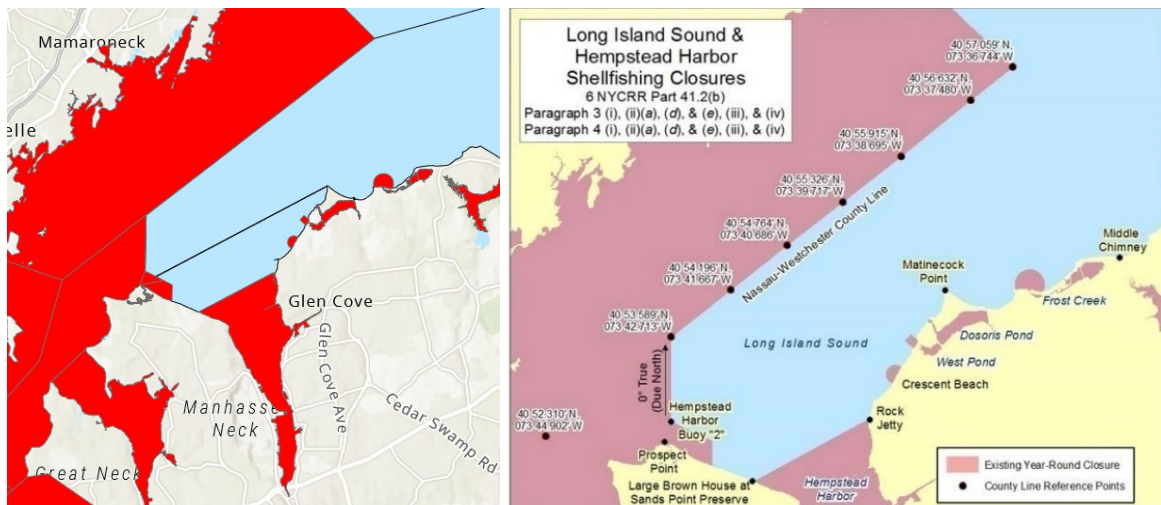 Mamaroneck
elle
Glen Cove
Glen Cove Ave
Manhasse
Neck
Cedar Swamp Rd
Great Neck
Long Island Sound &
Hempstead Harbor
Shellfishing Closures
6 NYCRR Part 41.2(b)
Paragraph 3 (i), (ii)(a), (d), & (e), (iii), & (iv)
Paragraph 4 (i), (ii)(a), (d), & (e), (iii), & (iv)
40 57.059' N,
073 36.744' W
40 56.632' N,
073 37.480' W
40 55.915' N,
073 38.695' W
40 55.326' N,
073 39.717' W
40 54.764' N,
073 40.686' W
40 54.196' N,
073 41.667' W
40 53.589' N,
073 42.713' W
Nassau-Westchester County Line
Middle
Chimney
Matinecock
Point
Frost Creek
Dosoris Pond
Long Island Sound
West Pond
Crescent Beach
0° True
(Due North)
40 52.310' N,
073 44.902' W
Hempstead
Harbor
Buoy "2"
Rock
Jetty
Prospect
Point
Large Brown House at
Sands Point Preserve
Hempstead
Harbor
Existing Year-Round Closure
County Line Reference Points